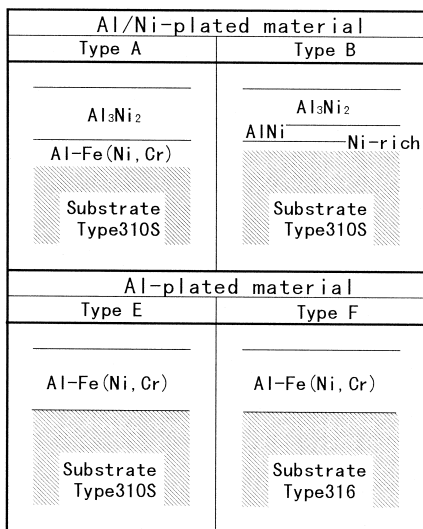 Al/Ni-plated material
Type A
Type B
Al₃Ni₂
Al-Fe(Ni,Cr)
Substrate
Type310S
Al₃Ni₂
AlNi
Ni-rich
Substrate
Type310S
Al-plated material
Type E
Type F
Al-Fe(Ni,Cr)
Substrate
Type310S
Al-Fe(Ni,Cr)
Substrate
Type316